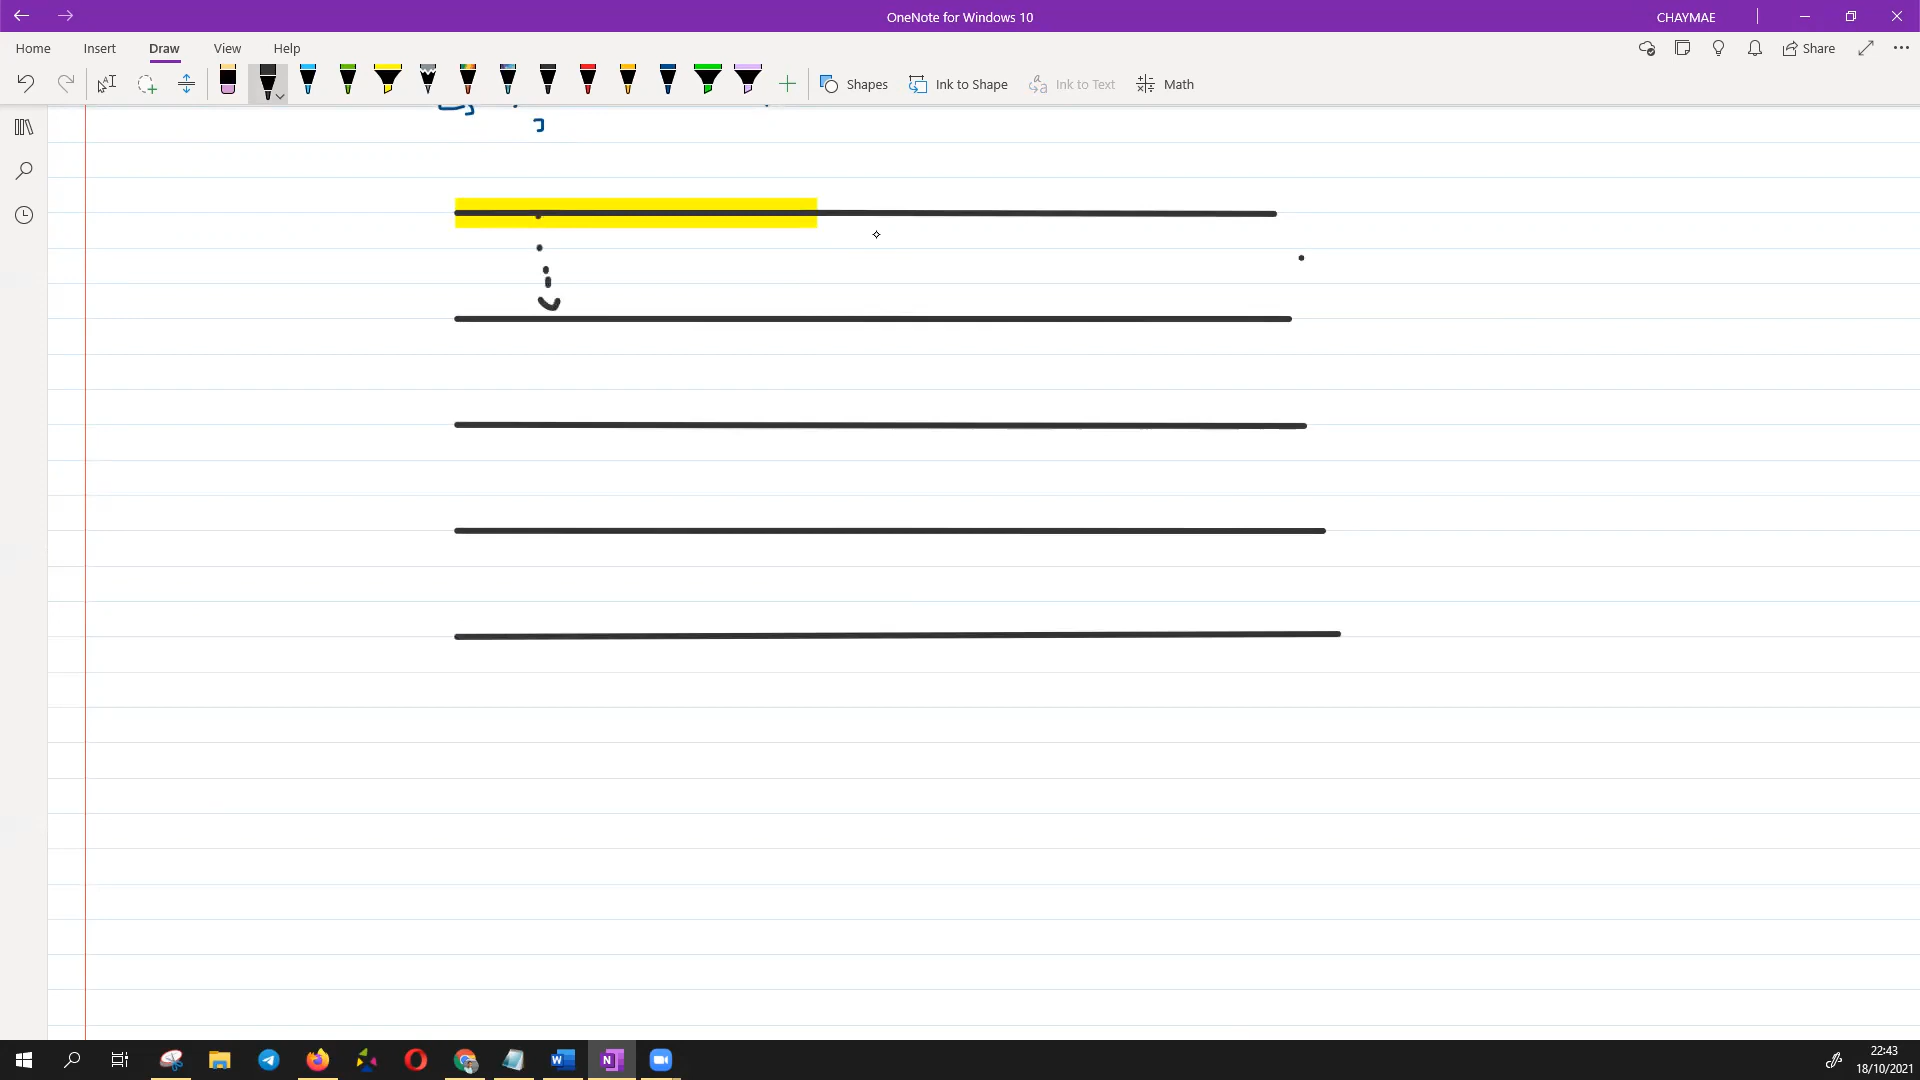 OneNote for Windows 10
CHAYMAE
Home Insert Draw View Help
Share
Shapes Ink to Shape Ink to Text Math
22:43
18/10/2021